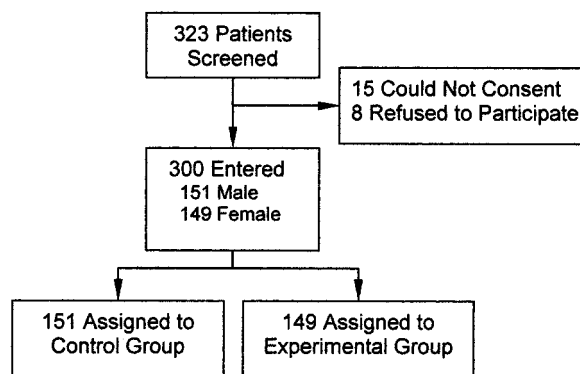 323 Patients
Screened
15 Could Not Consent
8 Refused to Participate
300 Entered
151 Male
149 Female
151 Assigned to
Control Group
149 Assigned to
Experimental Group